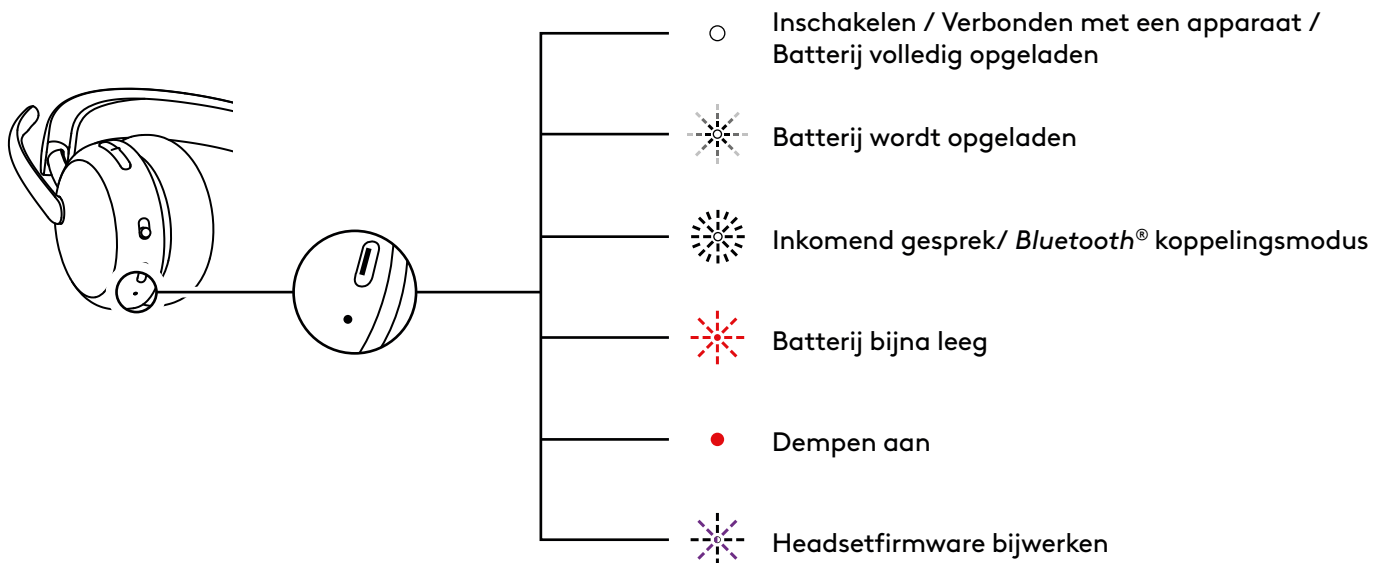 Inschakelen / Verbonden met een apparaat /
Batterij volledig opgeladen
Batterij wordt opgeladen
Inkomend gesprek/ Bluetooth® koppelingsmodus
Batterij bijna leeg
Dempen aan
Headsetfirmware bijwerken